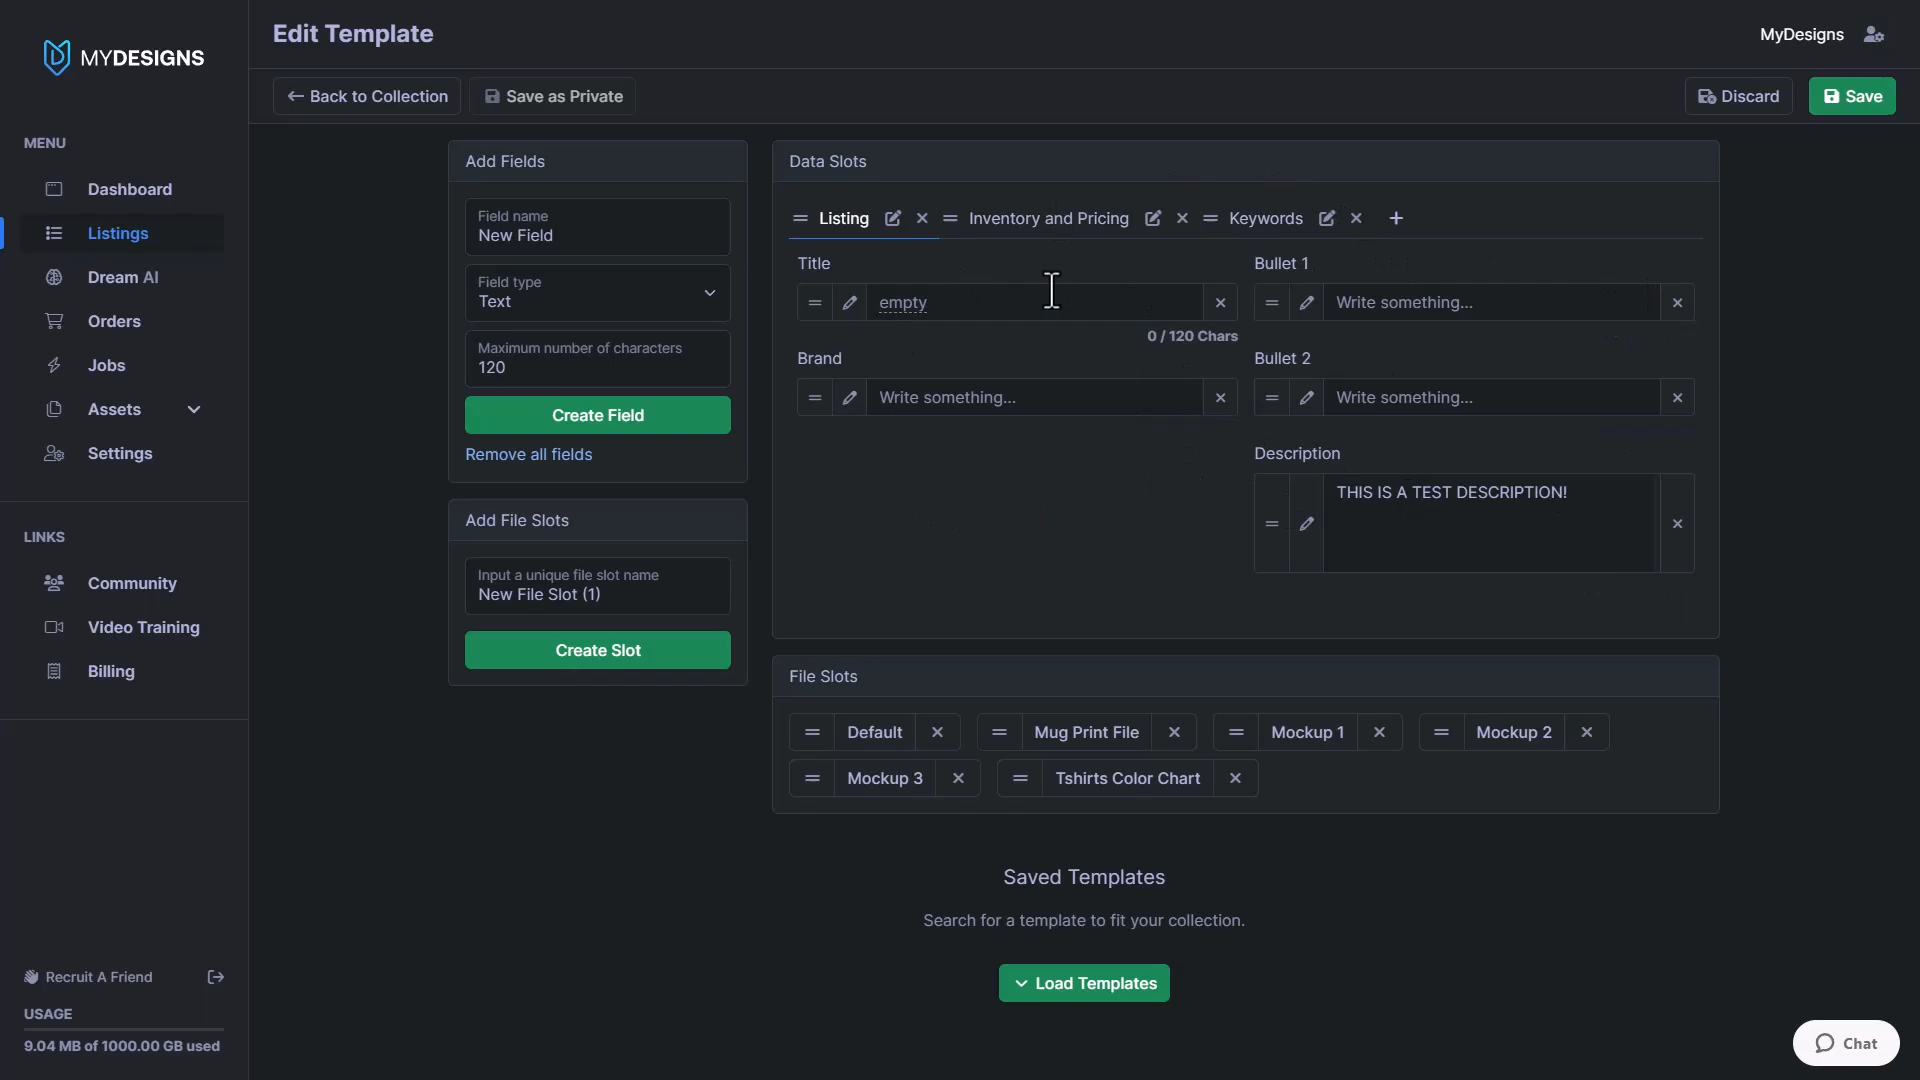 MYDESIGNS
MENU
Dashboard
Listings
Dream AI
Orders
Jobs
Assets
Settings
LINKS
Community
Video Training
Billing
Recruit A Friend
USAGE
9.04 MB of 1000.00 GB used
Edit Template
MyDesigns
Back to Collection
Save as Private
Discard
Save
Add Fields
Field name
New Field
Field type
Text
Maximum number of characters
120
Create Field
Remove all fields
Add File Slots
Input a unique file slot name
New File Slot (1)
Create Slot
Data Slots
Listing
Inventory and Pricing
Keywords
Title
empty
0 / 120 Chars
Brand
Write something...
Bullet 1
Write something...
Bullet 2
Write something...
Description
THIS IS A TEST DESCRIPTION!
File Slots
Default
Mug Print File
Mockup 1
Mockup 2
Mockup 3
Tshirts Color Chart
Saved Templates
Search for a template to fit your collection.
Load Templates
Chat